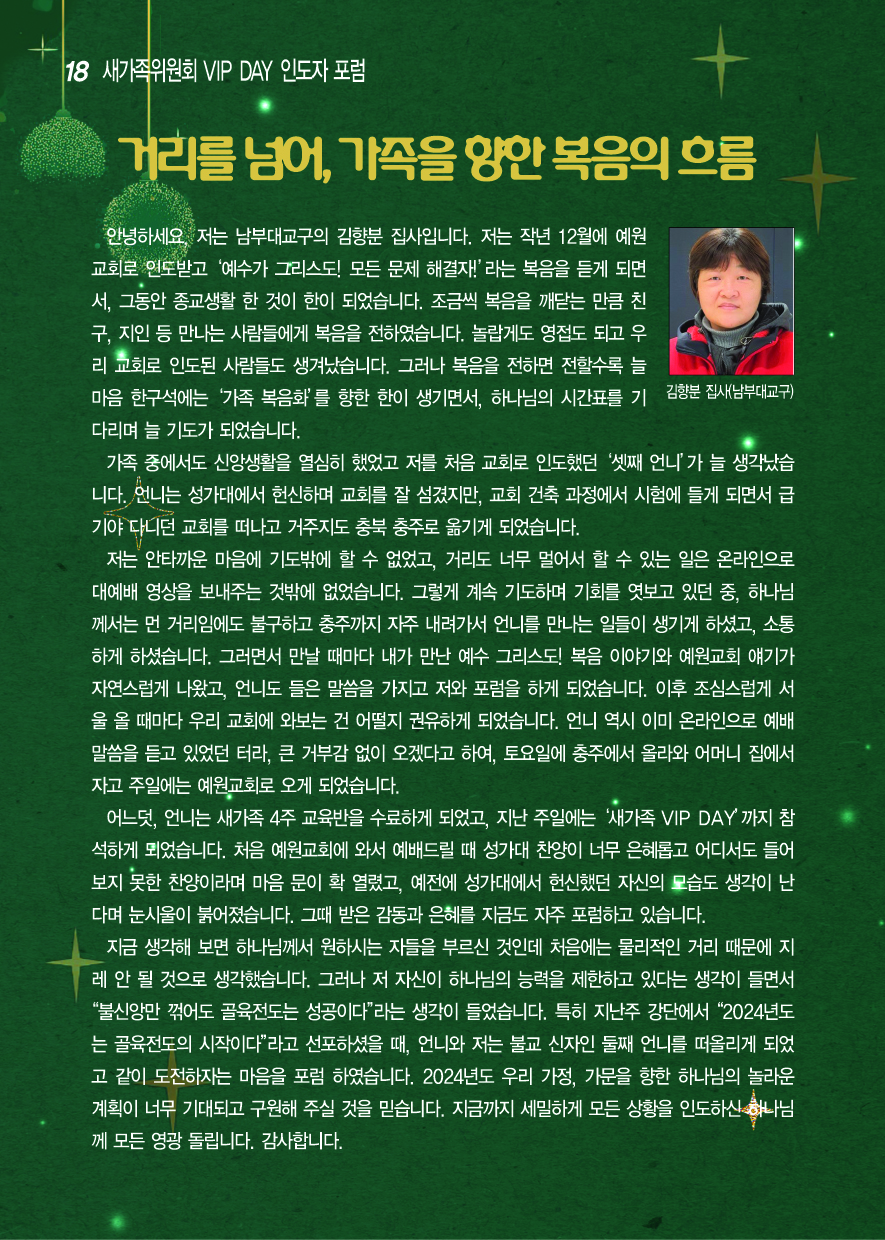 18 새가족위원회 VIP DAY 인도자 포럼
거리를 넘어, 가족을 향한 복음의 흐름
안녕하세요. 저는 남부대교구의 김향분 집사입니다. 저는 작년 12월에 예원
교회로 인도받고 ‘예수가 그리스도! 모든 문제 해결자!’라는 복음을 듣게 되면
서, 그동안 종교생활 한 것이 한이 되었습니다. 조금씩 복음을 깨닫는 만큼 친
구, 지인 등 만나는 사람들에게 복음을 전하였습니다. 놀랍게도 영접도 되고 우
리 교회로 인도된 사람들도 생겨났습니다. 그러나 복음을 전하면 전할수록 늘
마음 한구석에는 ‘가족 복음화’를 향한 한이 생기면서, 하나님의 시간표를 기
다리며 늘 기도가 되었습니다.
김향분 집사(남부대교구)
가족 중에서도 신앙생활을 열심히 했었고 저를 처음 교회로 인도했던 ‘셋째 언니’가 늘 생각났습
니다. 언니는 성가대에서 헌신하며 교회를 잘 섬겼지만, 교회 건축 과정에서 시험에 들게 되면서 급
기야 다니던 교회를 떠나고 거주지도 충북 충주로 옮기게 되었습니다.
저는 안타까운 마음에 기도밖에 할 수 없었고, 거리도 너무 멀어서 할 수 있는 일은 온라인으로
대예배 영상을 보내주는 것밖에 없었습니다. 그렇게 계속 기도하며 기회를 엿보고 있던 중, 하나님
께서는 먼 거리임에도 불구하고 충주까지 자주 내려가서 언니를 만나는 일들이 생기게 하셨고, 소통
하게 하셨습니다. 그러면서 만날 때마다 내가 만난 예수 그리스도! 복음 이야기와 예원교회 얘기가
자연스럽게 나왔고, 언니도 들은 말씀을 가지고 저와 포럼을 하게 되었습니다. 이후 조심스럽게 서
울 올 때마다 우리 교회에 와보는 건 어떨지 권유하게 되었습니다. 언니 역시 이미 온라인으로 예배
말씀을 듣고 있었던 터라, 큰 거부감 없이 오겠다고 하여, 토요일에 충주에서 올라와 어머니 집에서
자고 주일에는 예원교회로 오게 되었습니다.
어느덧, 언니는 새가족 4주 교육반을 수료하게 되었고, 지난 주일에는 ‘새가족 VIP DAY’까지 참
석하게 되었습니다. 처음 예원교회에 와서 예배드릴 때 성가대 찬양이 너무 은혜롭고 어디서도 들어
보지 못한 찬양이라며 마음 문이 확 열렸고, 예전에 성가대에서 헌신했던 자신의 모습도 생각이 난
다며 눈시울이 붉어졌습니다. 그때 받은 감동과 은혜를 지금도 자주 포럼하고 있습니다.
지금 생각해 보면 하나님께서 원하시는 자들을 부르신 것인데 처음에는 물리적인 거리 때문에 지
레 안 될 것으로 생각했습니다. 그러나 저 자신이 하나님의 능력을 제한하고 있다는 생각이 들면서
“불신앙만 꺾어도 골육전도는 성공이다”라는 생각이 들었습니다. 특히 지난주 강단에서 “2024년도
는 골육전도의 시작이다”라고 선포하셨을 때, 언니와 저는 불교 신자인 둘째 언니를 떠올리게 되었
고 같이 도전하자는 마음을 포럼 하였습니다. 2024년도 우리 가정, 가문을 향한 하나님의 놀라운
계획이 너무 기대되고 구원해 주실 것을 믿습니다. 지금까지 세밀하게 모든 상황을 인도하신 하나님
께 모든 영광 돌립니다. 감사합니다.